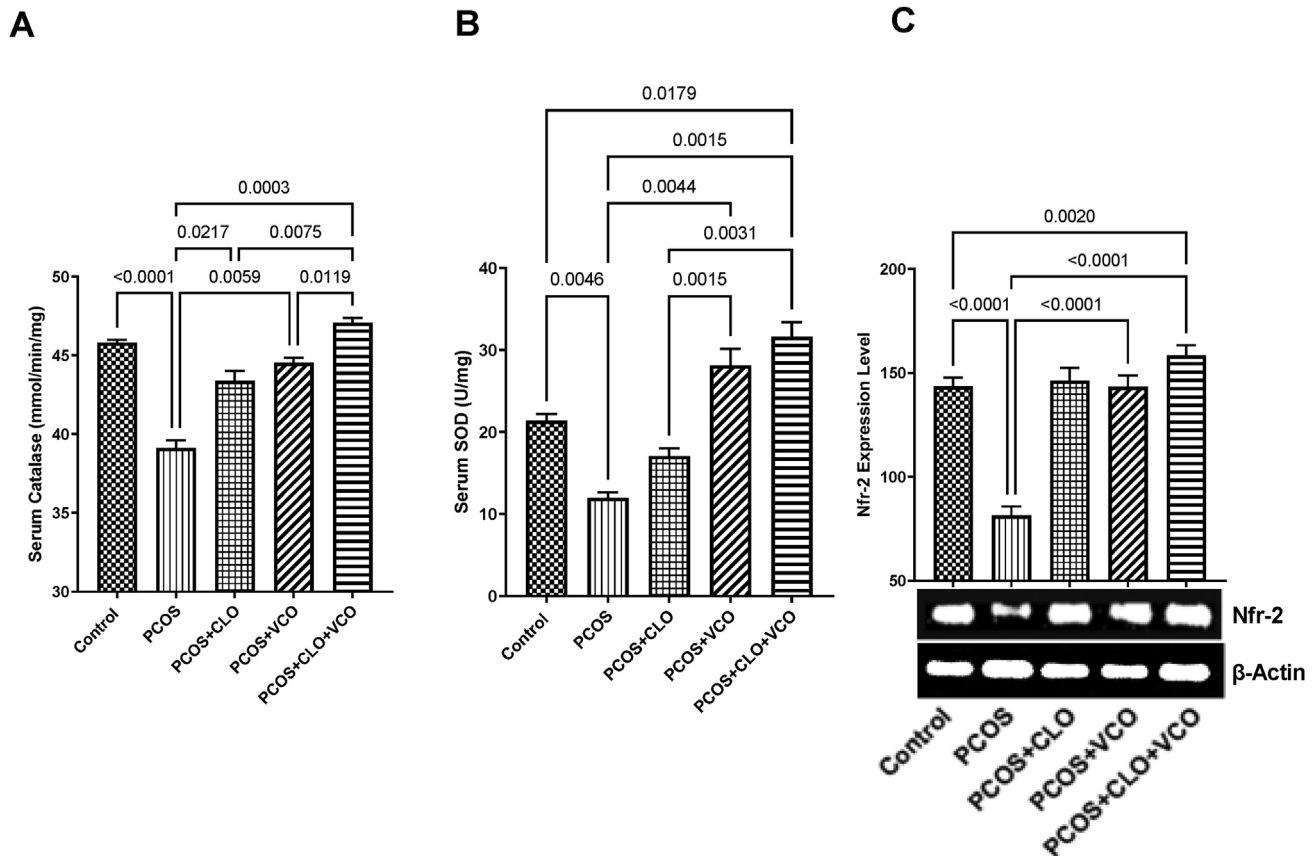 A
B
C
0.0003
0.0217
0.0075
<0.0001
0.0059
0.0119
Serum Catalase (mmol/min/mg)
50
45
40
35
30
Control
PCOS
PCOS+CLO
PCOS+VCO
PCOS+CLO+VCO
0.0179
0.0015
0.0044
0.0031
0.0046
0.0015
Serum SOD (U/mg)
40
30
20
10
0
Control
PCOS
PCOS+CLO
PCOS+VCO
PCOS+CLO+VCO
0.0020
<0.0001
<0.0001
<0.0001
Nfr-2 Expression Level
200
150
100
50
Nfr-2
β-Actin
Control
PCOS
PCOS+CLO
PCOS+VCO
PCOS+CLO+VCO